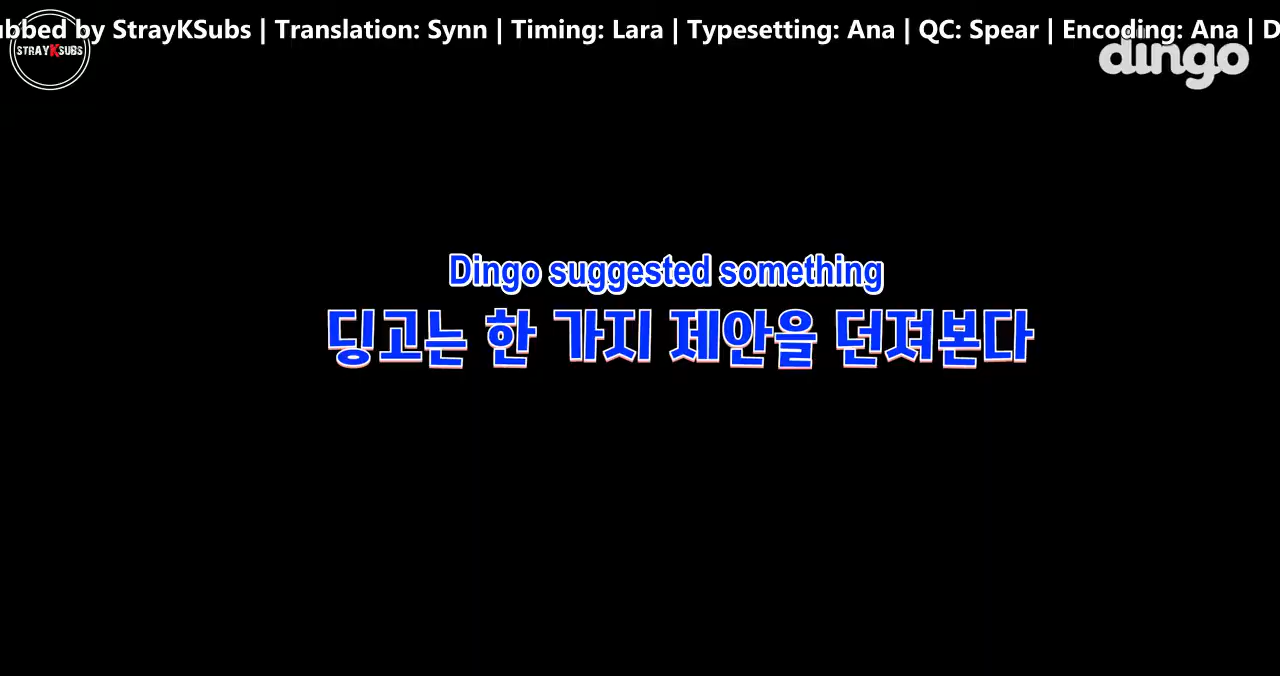 ubbed by StrayKSubs | Translation: Synn | Timing: Lara | Typesetting: Ana | QC: Spear | Encoding: Ana | D
STRAYKSUBS
dingo
Dingo suggested something
딩고는 한 가지 제안을 던져본다